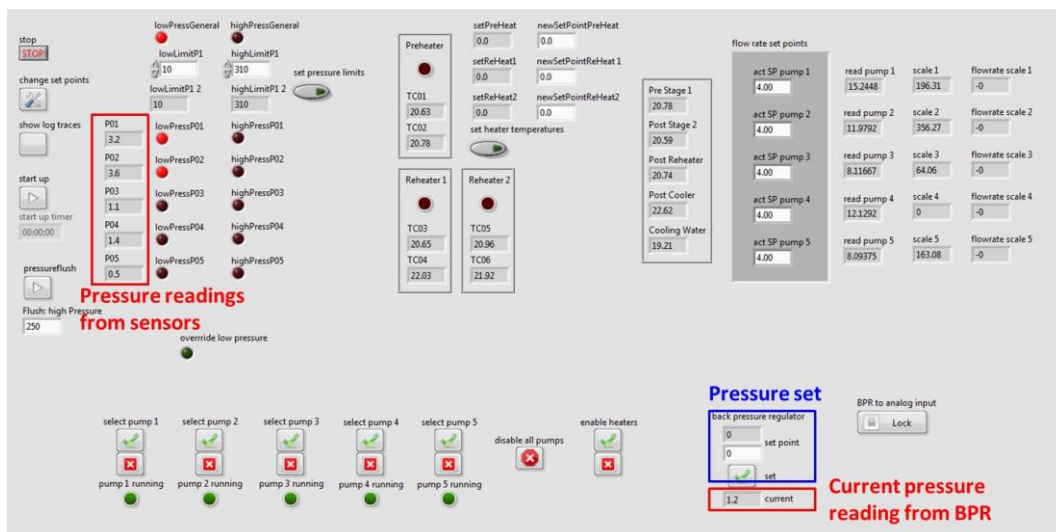 stop
STOP
change set points
show log traces
start up
start up timer
00:00:00
pressureflush
Flush: high Pressure
250
lowPressGeneral highPressGeneral
lowLimitP1 highLimitP1
10 310
lowLimitP1 2 highLimitP1 2
10 310
set pressure limits
P01 lowPressP01 highPressP01
3.2
P02 lowPressP02 highPressP02
3.6
P03 lowPressP03 highPressP03
1.1
P04 lowPressP04 highPressP04
1.4
P05 lowPressP05 highPressP05
0.5
Pressure readings
from sensors
overrride low pressure
Preheater
TC01
20.63
TC02
20.78
setPreHeat newSetPointPreHeat
0.0 0.0
setReHeat1 newSetPointReHeat 1
0.0 0.0
setReHeat2 newSetPointReHeat2
0.0 0.0
set heater temperatures
Reheater 1 Reheater 2
TC03 TC05
20.65 20.96
TC04 TC06
22.03 21.92
Pre Stage 1
20.78
Post Stage 2
20.59
Post Reheater
20.74
Post Cooler
22.62
Cooling Water
19.21
flow rate set points
act SP pump 1 read pump 1 scale 1 flowrate scale 1
4.00 15.2448 196.31 -0
act SP pump 2 read pump 2 scale 2 flowrate scale 2
4.00 11.9792 356.27 -0
act SP pump 3 read pump 3 scale 3 flowrate scale 3
4.00 8.11667 64.06 -0
act SP pump 4 read pump 4 scale 4 flowrate scale 4
4.00 12.1292 0 -0
act SP pump 5 read pump 5 scale 5 flowrate scale 5
4.00 8.09375 163.08 -0
select pump 1 select pump 2 select pump 3 select pump 4 select pump 5
pump 1 running pump 2 running pump 3 running pump 4 running pump 5 running
disable all pumps
enable heaters
Pressure set
back pressure regulator
0
set point
0
set
1.2 current
BPR to analog input
Lock
Current pressure
reading from BPR